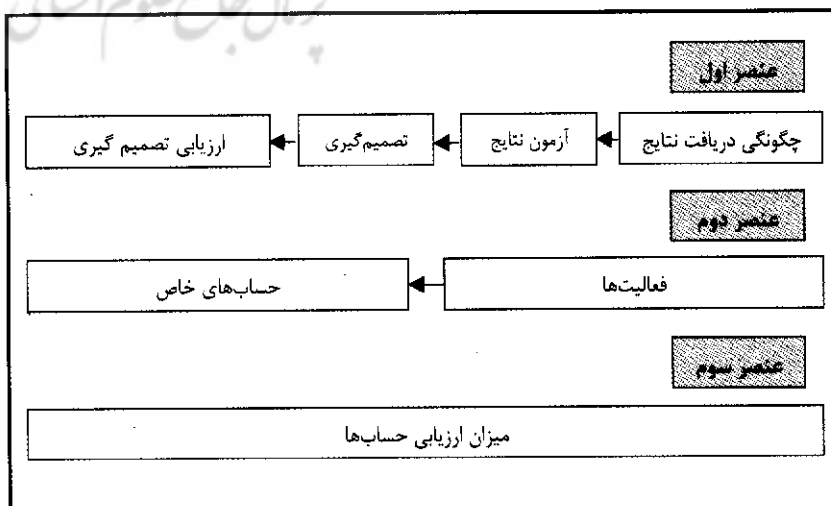 عنصر اول
چگونگی دریافت نتایج آزمون نتایج تصمیم‌گیری ارزیابی تصمیم گیری
عنصر دوم
فعالیت‌ها حساب‌های خاص
عنصر سوم
میزان ارزیابی حساب‌ها